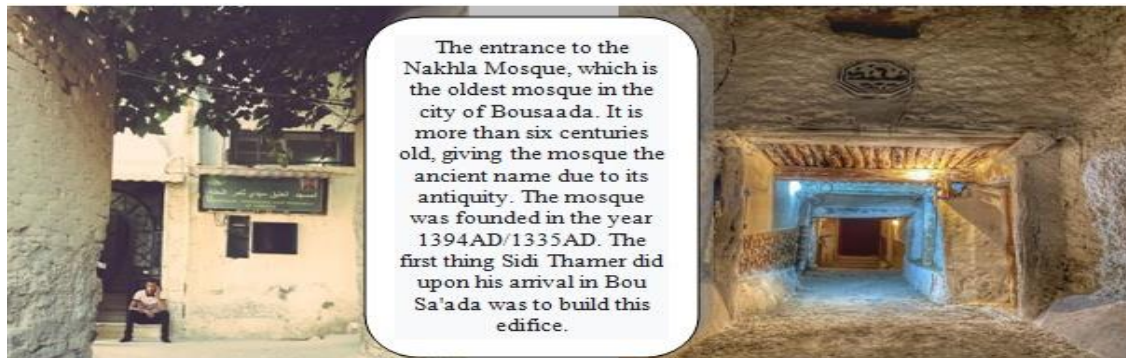 The entrance to the
Nakhla Mosque, which is
the oldest mosque in the
city of Bousaada. It is
more than six centuries
old, giving the mosque the
ancient name due to its
antiquity. The mosque
was founded in the year
1394AD/1335AD. The
first thing Sidi Thamer did
upon his arrival in Bou
Sa'ada was to build this
edifice.